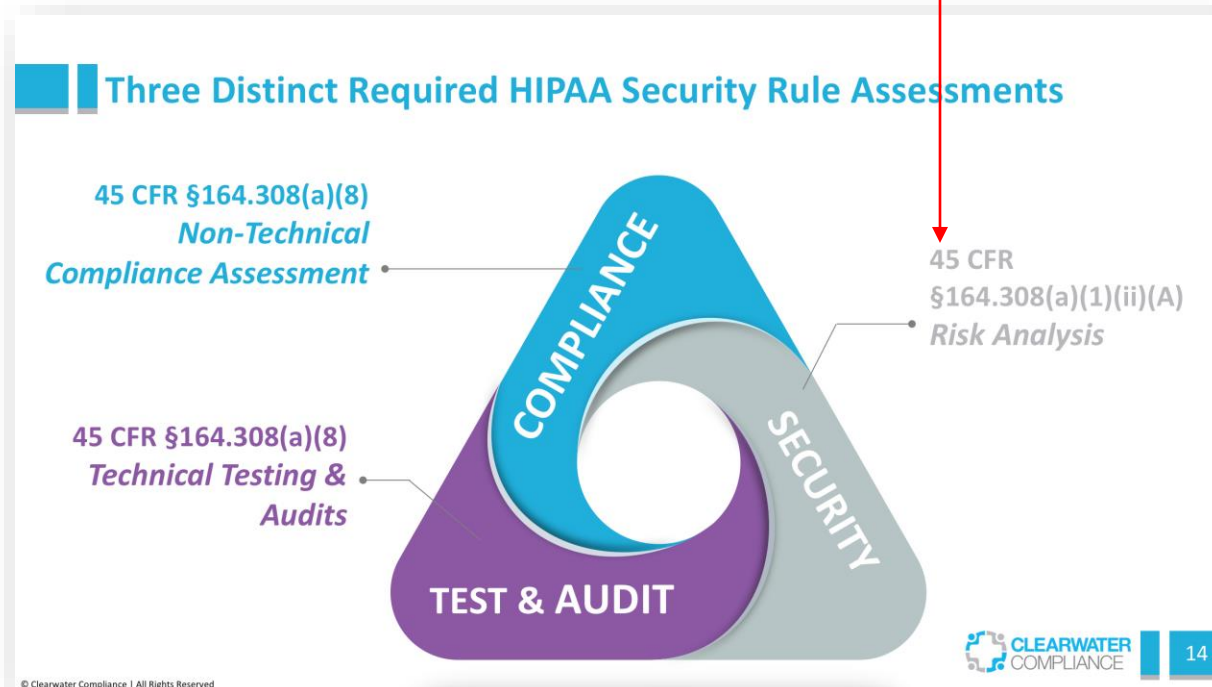 Three Distinct Required HIPAA Security Rule Assessments
45 CFR §164.308(a)(8)
Non-Technical
Compliance Assessment
45 CFR
§164.308(a)(1)(ii)(A)
Risk Analysis
45 CFR §164.308(a)(8)
Technical Testing &
Audits
COMPLIANCE
SECURITY
TEST & AUDIT
CLEARWATER
COMPLIANCE
14
© Clearwater Compliance | All Rights Reserved